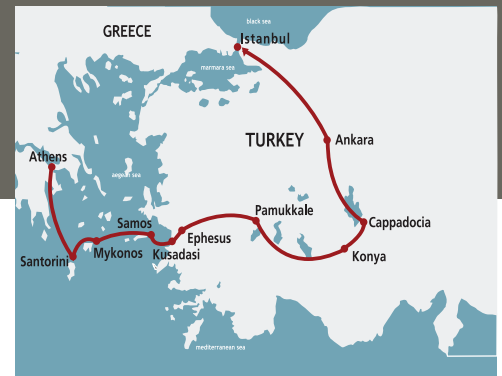 black sea
GREECE
Istanbul
marmara sea
TURKEY
Ankara
Athens
aegean sea
Pamukkale
Samos
Cappadocia
Ephesus
Mykonos
Kusadasi
Konya
Santorini
mediterranean sea